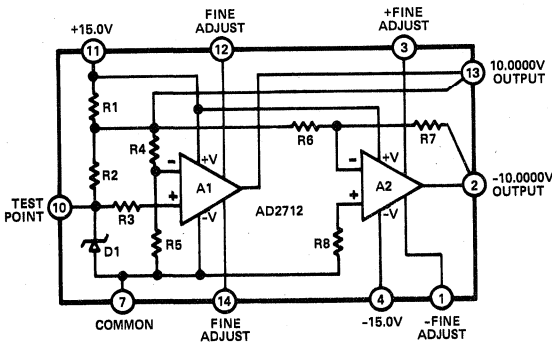 FINE
ADJUST
+FINE
ADJUST
+15.0V
11
12
3
13
10.0000V
OUTPUT
R1
R4
R6
R7
R2
-
+V
A1
+
-V
-
+V
A2
+
-V
2
-10.0000V
OUTPUT
TEST
POINT
10
R3
AD2712
D1
R5
R8
7
14
4
1
COMMON
FINE
ADJUST
-15.0V
-FINE
ADJUST